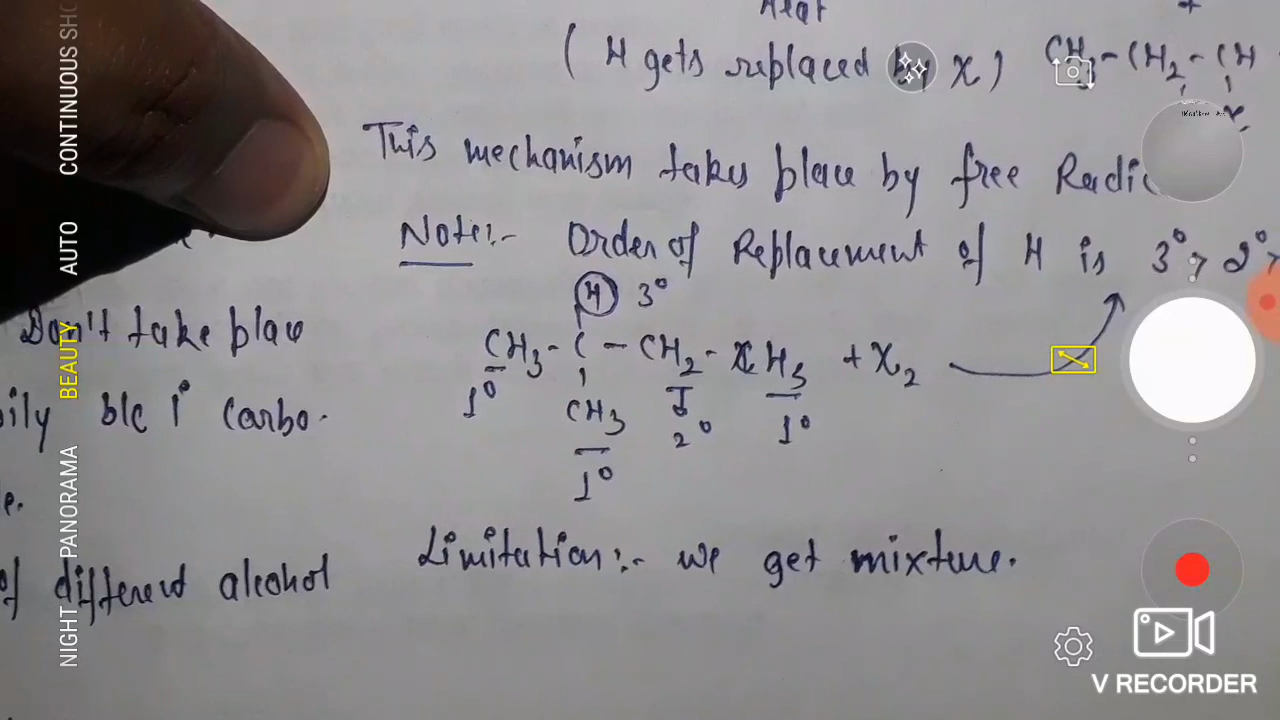 Heat
+
( H gets replaced by X) CH3-CH2-CH
X
This mechanism takes place by free Radic
Note:- Order of Replacement of H is 3° > 2° >
H 3°
CH3-C-CH2-CH3 +X2
1° CH3 2° 1°
1°
Limitation:- we get mixture.
Don't take place
ily b/c i carbo.
e.
of different alcohol
NIGHT PANORAMA BEAUTY AUTO CONTINUOUS SHO
V RECORDER